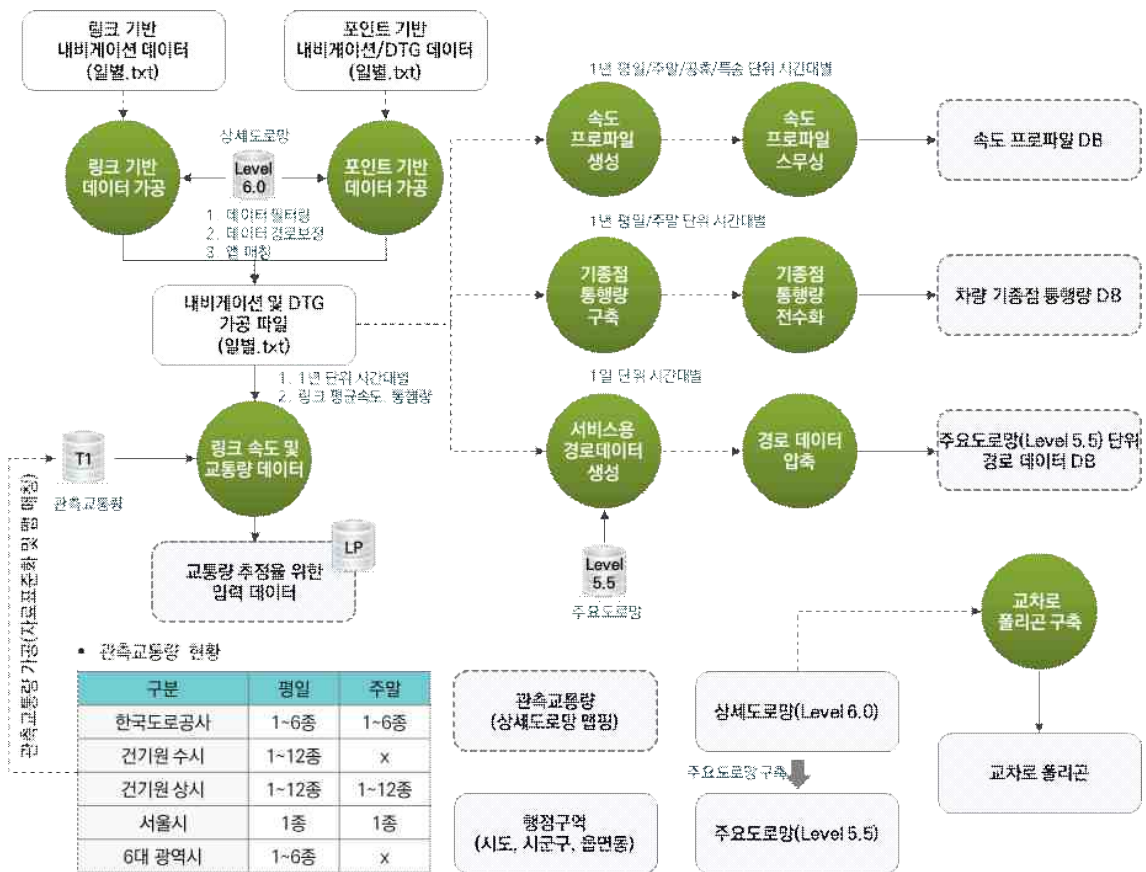 링크 기반
내비게이션 데이터
(일별.txt)
포인트 기반
내비게이션/DTG 데이터
(일별.txt)
상세도로망
Level
6.0
링크 기반
데이터 가공
포인트 기반
데이터 가공
1. 데이터 필터링
2. 데이터 경로보정
3. 맵 매칭
내비게이션 및 DTG
가공 파일
(일별.txt)
1. 1년 단위 시간대별
2. 링크 평균속도, 통행량
T1
관측교통량
링크 속도 및
교통량 데이터
LP
교통량 추정을 위한
입력 데이터
관측교통량 가공(자료표준화 및 맵 매칭)
1년 평일/주말/공휴/특송 단위 시간대별
속도
프로파일
생성
속도
프로파일
스무싱
속도 프로파일 DB
1년 평일/주말 단위 시간대별
기종점
통행량
구축
기종점
통행량
전수화
차량 기종점 통행량 DB
1일 단위 시간대별
서비스용
경로데이터
생성
경로 데이터
압축
주요도로망(Level 5.5) 단위
경로 데이터 DB
Level
5.5
주요도로망
• 관측교통량 현황
구분 평일 주말
한국도로공사 1~6종 1~6종
건기원 수시 1~12종 x
건기원 상시 1~12종 1~12종
서울시 1종 1종
6대 광역시 1~6종 x
관측교통량
(상세도로망 맵핑)
행정구역
(시도, 시군구, 읍면동)
상세도로망(Level 6.0)
주요도로망 구축
주요도로망(Level 5.5)
교차로
폴리곤 구축
교차로 폴리곤